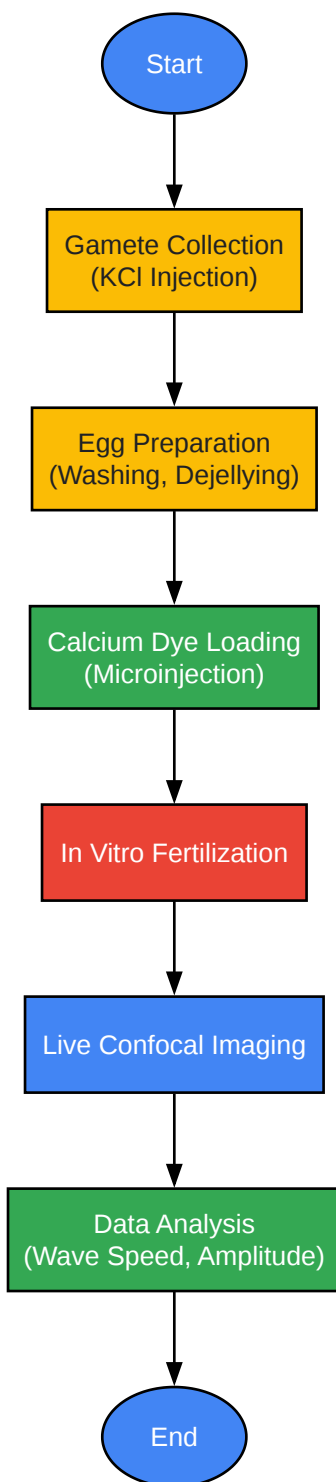 Start
Gamete Collection
(KCl Injection)
Egg Preparation
(Washing, Dejellying)
Calcium Dye Loading
(Microinjection)
In Vitro Fertilization
Live Confocal Imaging
Data Analysis
(Wave Speed, Amplitude)
End